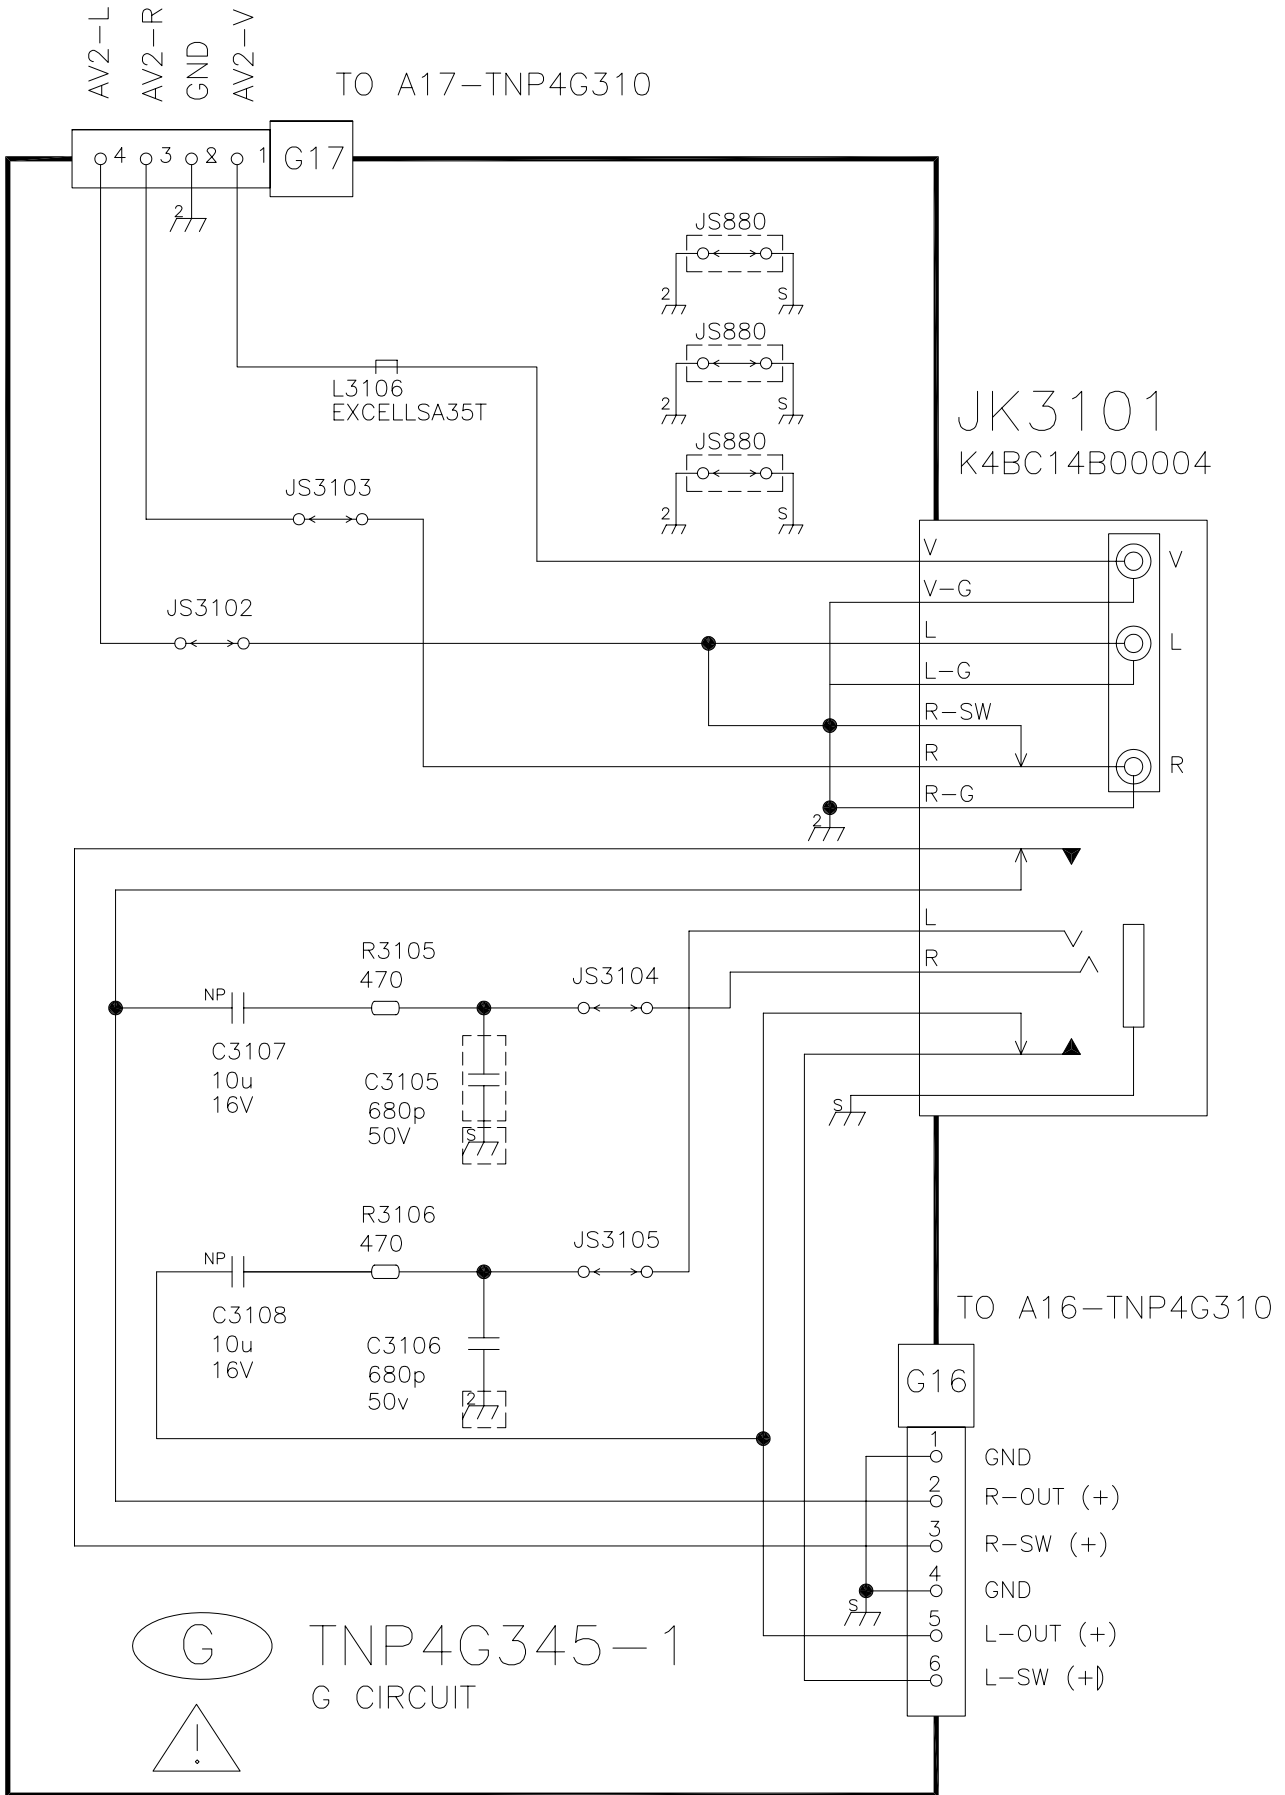 AV2-L
AV2-R
GND
AV2-V
TO A17-TNP4G310
4 3 2 1 G17
2
JS880
2 S
JS880
2 S
JS880
2 S
L3106
EXCELLSA35T
JK3101
K4BC14B00004
JS3103
V
V
V-G
JS3102
L
L
L-G
R-SW
R
R
R-G
2
L
R
R3105
470
JS3104
NP
C3107
10u
16V
C3105
680p
50V
S
S
R3106
470
JS3105
NP
C3108
10u
16V
C3106
680p
50v
2
TO A16-TNP4G310
G16
1 GND
2 R-OUT (+)
3 R-SW (+)
4 GND
S
5 L-OUT (+)
6 L-SW (+)
G
TNP4G345-1
G CIRCUIT
!